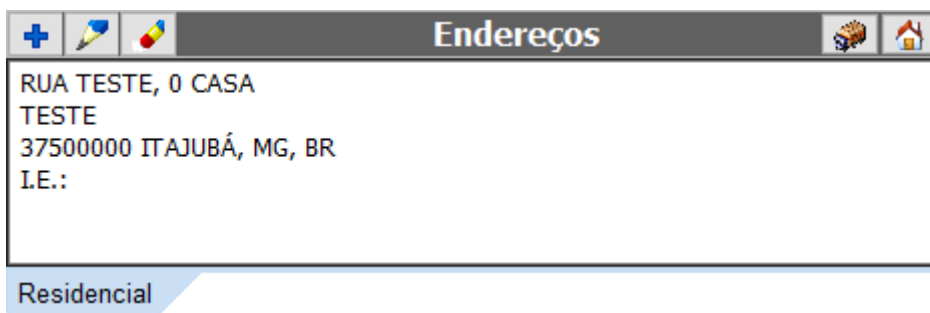 Endereços
RUA TESTE, 0 CASA
TESTE
37500000 ITAJUBÁ, MG, BR
I.E.:
Residencial